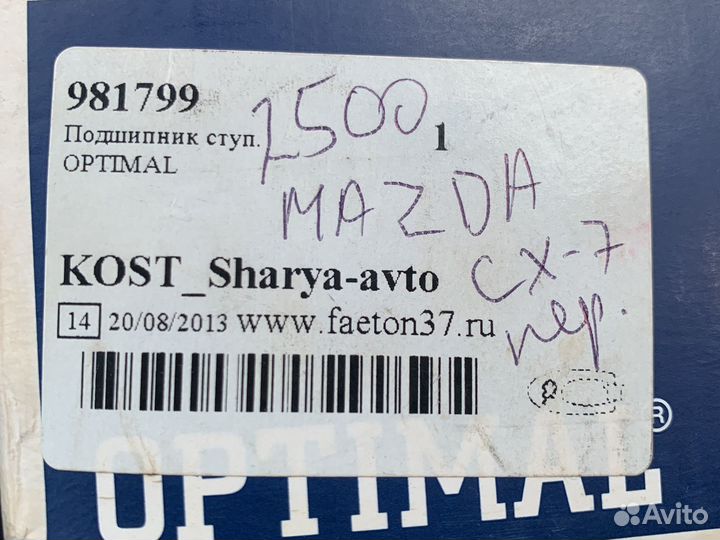 981799
1500
Подшипник ступ.
1
OPTIMAL
MAZDA
KOST_Sharya-avto
CX-7
14 20/08/2013 www.faeton37.ru
пер.
OPTIMAL®
Avito